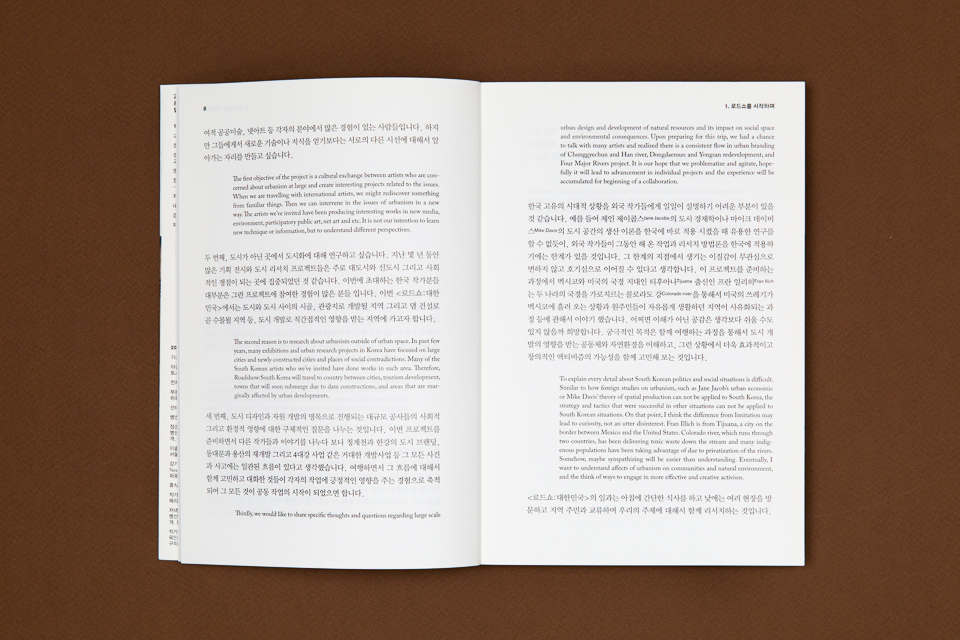 8
여적 공공미술, 넷아트 등 각자의 분야에서 많은 경험이 있는 사람들입니다. 하지
만 그들에게서 새로운 기술이나 지식을 얻기보다는 서로의 다른 시선에 대해서 알
아가는 자리를 만들고 싶습니다.
The first objective of the project is a cultural exchange between artists who are con-
cerned about urbanism at large and create interesting projects related to the issues.
When we are travelling with international artists, we might rediscover something
from familiar things. Then we can intervene in the issues of urbanism in a new
way. The artists we've invited have been producing interesting works in new media,
environment, participatory public art, net art and etc. It is not our intention to learn
new technique or information, but to understand different perspectives.
두 번째, 도시가 아닌 곳에서 도시화에 대해 연구하고 싶습니다. 지난 몇 년 동안
많은 기획 전시와 도시 리서치 프로젝트들은 주로 대도시와 신도시 그리고 사회
적인 쟁점이 되는 곳에 집중되었던 것 같습니다. 이번에 초대하는 한국 작가분들
대부분은 그런 프로젝트에 참여한 경험이 많은 분들 입니다. 이번 <로드쇼:대한
민국>에서는 도시와 도시 사이의 시골, 관광지로 개발된 지역 그리고 댐 건설로
곧 수몰될 지역 등, 도시 개발로 직간접적인 영향을 받는 지역에 가고자 합니다.
The second reason is to research about urbanism outside of urban space. In past few
years, many exhibitions and urban research projects in Korea have focused on large
cities and newly constructed cities and places of social contradictions. Many of the
South Korean artists who we've invited have done works in such area. Therefore,
Roadshow:South Korea will travel to country between cities, tourism development,
towns that will soon submerge due to dam constructions, and areas that are mar-
ginally affected by urban developments.
세 번째, 도시 디자인과 자원 개발의 명목으로 진행되는 대규모 공사들의 사회적
그리고 환경적 영향에 대한 구체적인 질문을 나누는 것입니다. 이번 프로젝트를
준비하면서 다른 작가들과 이야기를 나누다 보니 청계천과 한강의 도시 브랜딩,
동대문과 용산의 재개발 그리고 4대강 사업 같은 거대한 개발사업 등 그 모든 사건
과 사고에는 일관된 흐름이 있다고 생각했습니다. 여행하면서 그 흐름에 대해서
함께 고민하고 대화한 것들이 각자의 작업에 긍정적인 영향을 주는 경험으로 축적
되어 그 모든 것이 공동 작업의 시작이 되었으면 합니다.
Thirdly, we would like to share specific thoughts and questions regarding large scale
1. 로드쇼를 시작하며
urban design and development of natural resources and its impact on social space
and environmental consequences. Upon preparing for this trip, we had a chance
to talk with many artists and realized there is a consistent flow in urban branding
of Chunggyechun and Han river, Dongdaemun and Yongsan redevelopment, and
Four Major Rivers project. It is our hope that we problematize and agitate, hope-
fully it will lead to advancement in individual projects and the experience will be
accumulated for beginning of a collaboration.
한국 고유의 시대적 상황을 외국 작가들에게 일일이 설명하기 어려운 부분이 있을
것 같습니다. 예를 들어 제인 제이콥스Jane Jacobs의 도시 경제학이나 마이크 데이비
스Mike Davis의 도시 공간의 생산 이론을 한국에 바로 적용 시켰을 때 유용한 연구를
할 수 없듯이, 외국 작가들이 그동안 해 온 작업과 리서치 방법론을 한국에 적용하
기에는 한계가 있을 것입니다. 그 한계의 지점에서 생기는 이질감이 무관심으로
변하지 않고 호기심으로 이어질 수 있다고 생각합니다. 이 프로젝트를 준비하는
과정에서 멕시코와 미국의 국경 지대인 티후아나Tijuana 출신인 프란 일리히Fran Illich
는 두 나라의 국경을 가로지르는 콜로라도 강Colorado river을 통해서 미국의 쓰레기가
멕시코에 흘러 오는 상황과 원주민들이 자유롭게 생활하던 지역이 사유화되는 과
정 등에 관해서 이야기 했습니다. 어쩌면 이해가 아닌 공감은 생각보다 쉬울 수도
있지 않을까 희망합니다. 궁극적인 목적은 함께 여행하는 과정을 통해서 도시 개
발의 영향을 받는 공동체와 자연환경을 이해하고, 그런 상황에서 더욱 효과적이고
창의적인 액티비즘의 가능성을 함께 고민해 보는 것입니다.
To explain every detail about South Korean politics and social situations is difficult.
Similar to how foreign studies on urbanism, such as Jane Jacob's urban economic
or Mike Davis' theory of spatial production can not be applied to South Korea, the
strategy and tactics that were successful in other situations can not be applied to
South Korean situations. On that point, I think the difference from limitation may
lead to curiosity, not an utter disinterest. Fran Illich is from Tijuana, a city on the
border between Mexico and the United States. Colorado river, which runs through
two countries, has been delivering toxic waste down the stream and many indig-
enous populations have been taking advantage of due to privatization of the rivers.
Somehow, maybe sympathizing will be easier than understanding. Eventually, I
want to understand affects of urbanism on communities and natural environment,
and the think of ways to engage in more effective and creative activism.
<로드쇼:대한민국>의 일과는 아침에 간단한 식사를 하고 낮에는 여러 현장을 방
문하고 지역 주민과 교류하며 우리의 주제에 대해서 함께 리서치하는 것입니다.